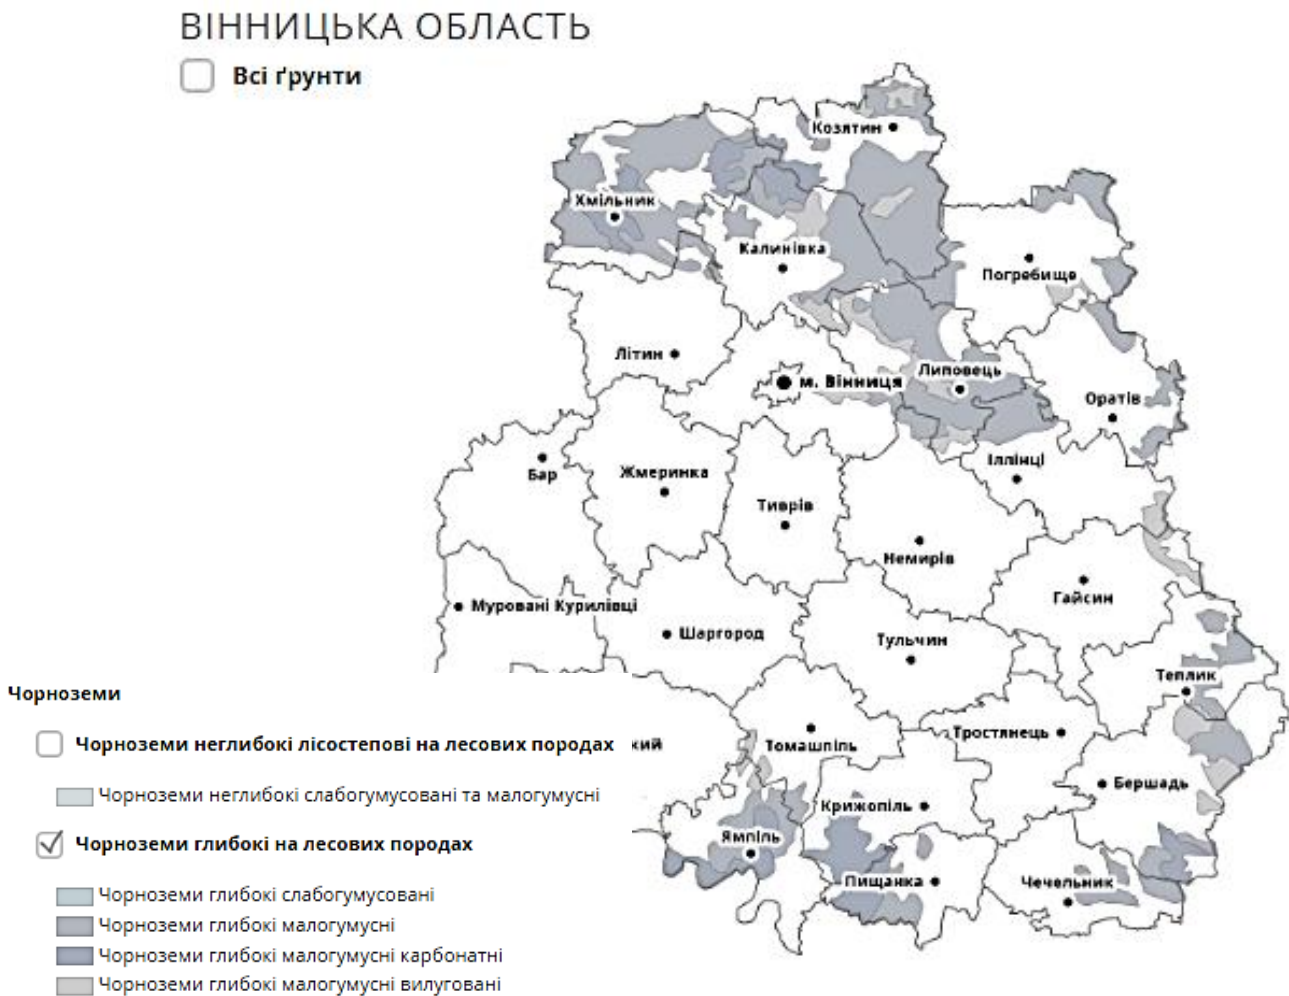 ВІННИЦЬКА ОБЛАСТЬ
Всі ґрунти
Козятин
Хмільник
Калинівка
Погребище
Літин
м. Вінниця
Липовець
Оратів
Бар
Жмеринка
Іллінці
Тиврів
Немирів
Гайсин
Муровані Курилівці
Шаргород
Тульчин
Теплик
Чорноземи
Чорноземи неглибокі лісостепові на лесових породах
кий
Томашпіль
Тростянець
Бершадь
Чорноземи неглибокі слабогумусовані та малогумусні
Крижопіль
Чорноземи глибокі на лесових породах
Ямпіль
Піщанка
Чечельник
Чорноземи глибокі слабогумусовані
Чорноземи глибокі малогумусні
Чорноземи глибокі малогумусні карбонатні
Чорноземи глибокі малогумусні вилуговані